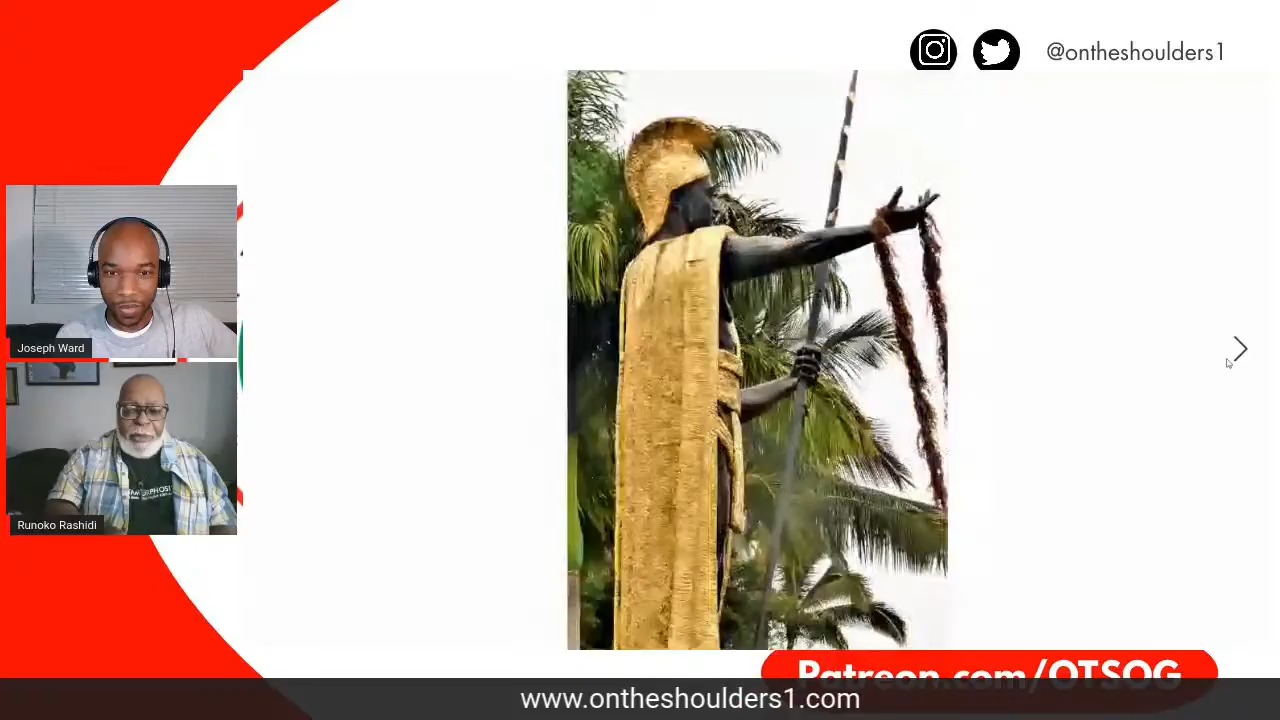 @ontheshoulders1
Joseph Ward
Runoko Rashidi
Patreon.com/OTSOG
www.ontheshoulders1.com